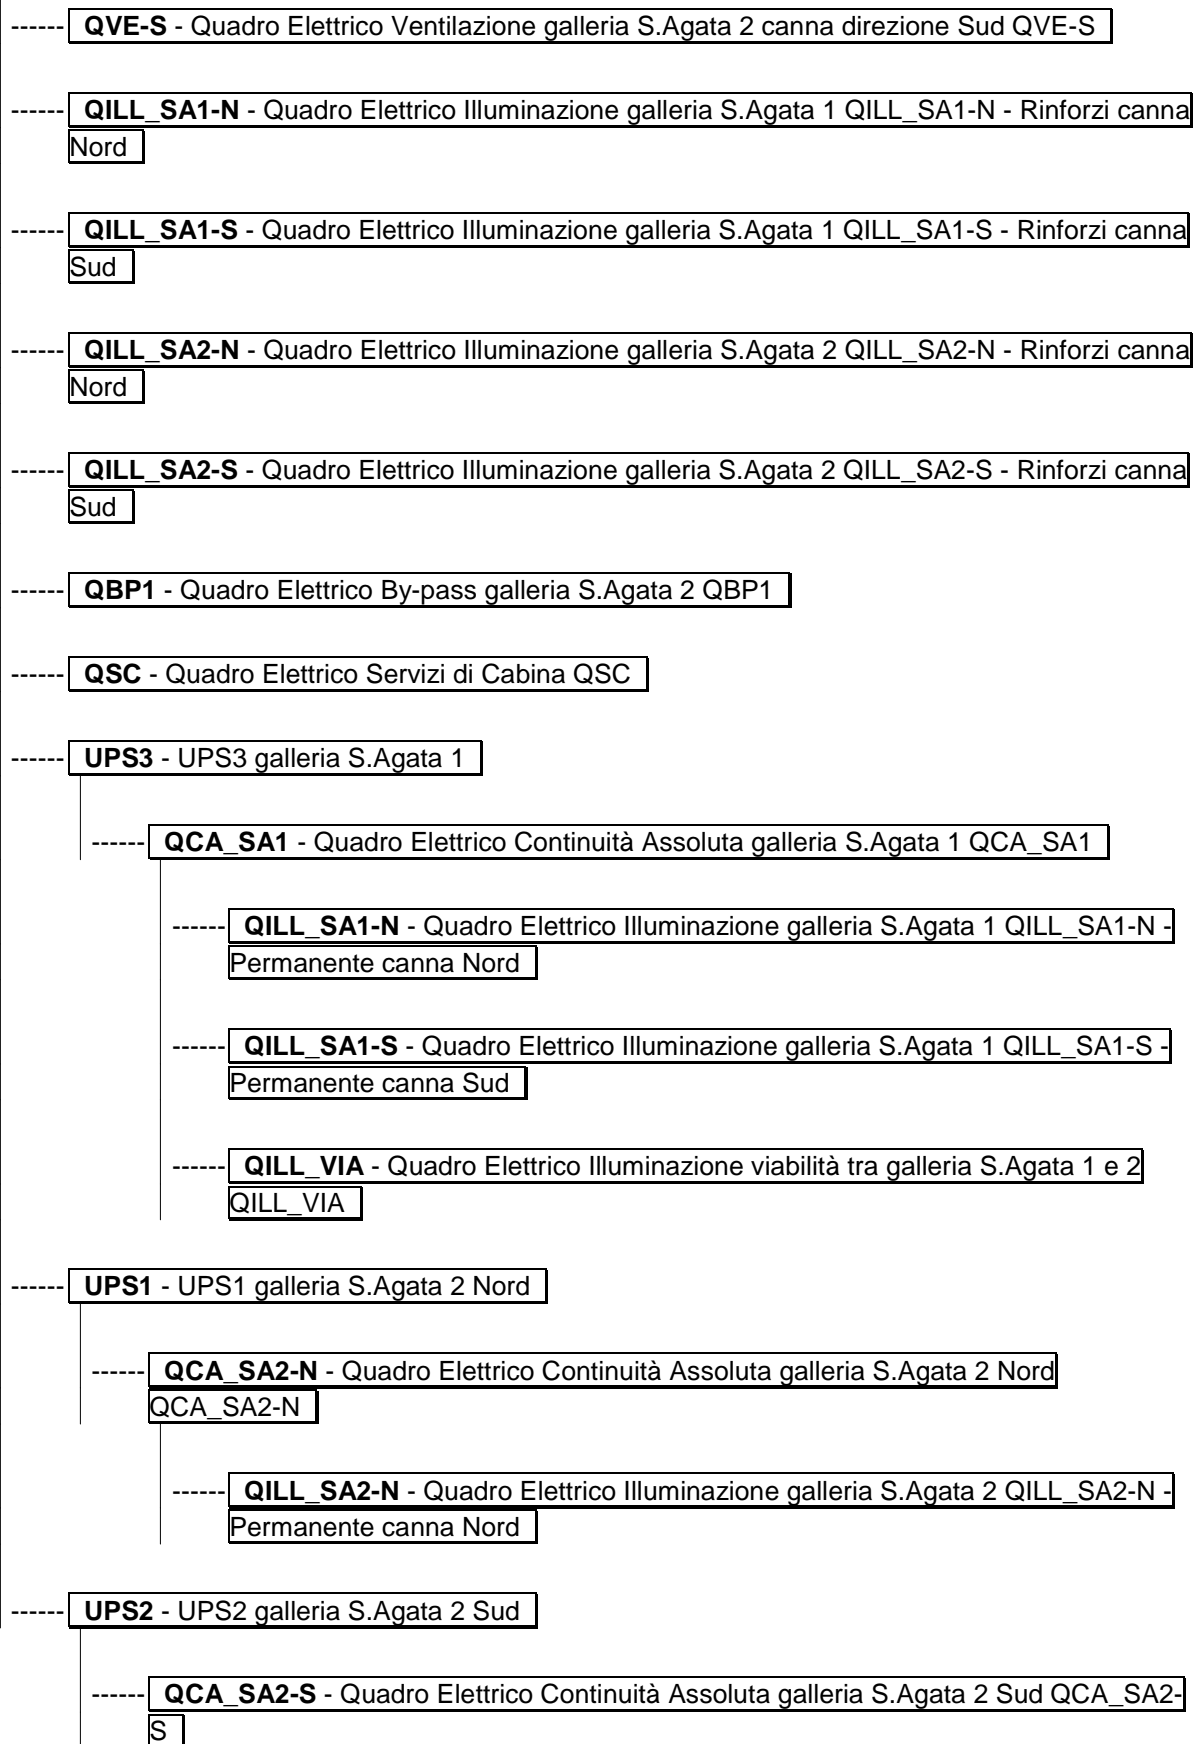 ------ QVE-S - Quadro Elettrico Ventilazione galleria S.Agata 2 canna direzione Sud QVE-S
------ QILL_SA1-N - Quadro Elettrico Illuminazione galleria S.Agata 1 QILL_SA1-N - Rinforzi canna
Nord
------ QILL_SA1-S - Quadro Elettrico Illuminazione galleria S.Agata 1 QILL_SA1-S - Rinforzi canna
Sud
------ QILL_SA2-N - Quadro Elettrico Illuminazione galleria S.Agata 2 QILL_SA2-N - Rinforzi canna
Nord
------ QILL_SA2-S - Quadro Elettrico Illuminazione galleria S.Agata 2 QILL_SA2-S - Rinforzi canna
Sud
------ QBP1 - Quadro Elettrico By-pass galleria S.Agata 2 QBP1
------ QSC - Quadro Elettrico Servizi di Cabina QSC
------ UPS3 - UPS3 galleria S.Agata 1
------ QCA_SA1 - Quadro Elettrico Continuità Assoluta galleria S.Agata 1 QCA_SA1
------ QILL_SA1-N - Quadro Elettrico Illuminazione galleria S.Agata 1 QILL_SA1-N -
Permanente canna Nord
------ QILL_SA1-S - Quadro Elettrico Illuminazione galleria S.Agata 1 QILL_SA1-S -
Permanente canna Sud
------ QILL_VIA - Quadro Elettrico Illuminazione viabilità tra galleria S.Agata 1 e 2
QILL_VIA
------ UPS1 - UPS1 galleria S.Agata 2 Nord
------ QCA_SA2-N - Quadro Elettrico Continuità Assoluta galleria S.Agata 2 Nord
QCA_SA2-N
------ QILL_SA2-N - Quadro Elettrico Illuminazione galleria S.Agata 2 QILL_SA2-N -
Permanente canna Nord
------ UPS2 - UPS2 galleria S.Agata 2 Sud
------ QCA_SA2-S - Quadro Elettrico Continuità Assoluta galleria S.Agata 2 Sud QCA_SA2-
S